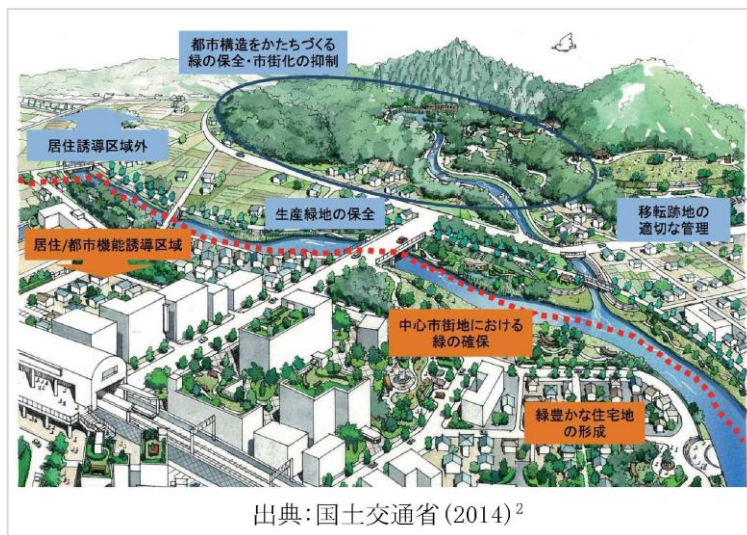 都市構造をかたちづくる
緑の保全・市街化の抑制
居住誘導区域外
生産緑地の保全
移転跡地の
適切な管理
居住/都市機能誘導区域
中心市街地における
緑の確保
緑豊かな住宅地
の形成
出典:国土交通省(2014)2